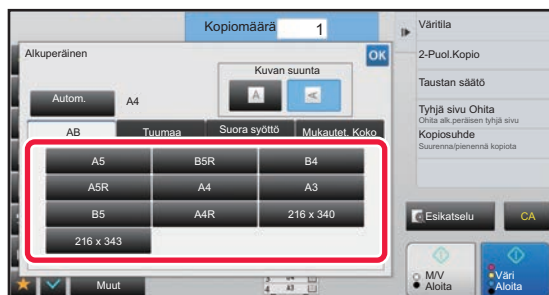 Kopiomäärä 1
Alkuperäinen
OK
Kuvan suunta
Autom. A4
A A
AB Tuumaa Suora syöttö Mukautet. Koko
A5 B5R B4
A5R A4 A3
B5 A4R 216 x 340
216 x 343
Muut
Väritila
2-Puol.Kopio
Taustan säätö
Tyhjä sivu Ohita
Ohita alk.peräisen tyhjä sivu
Kopiosuhde
Suurenna/pienennä kopiota
Esikatselu CA
M/V
Aloita
Väri
Aloita